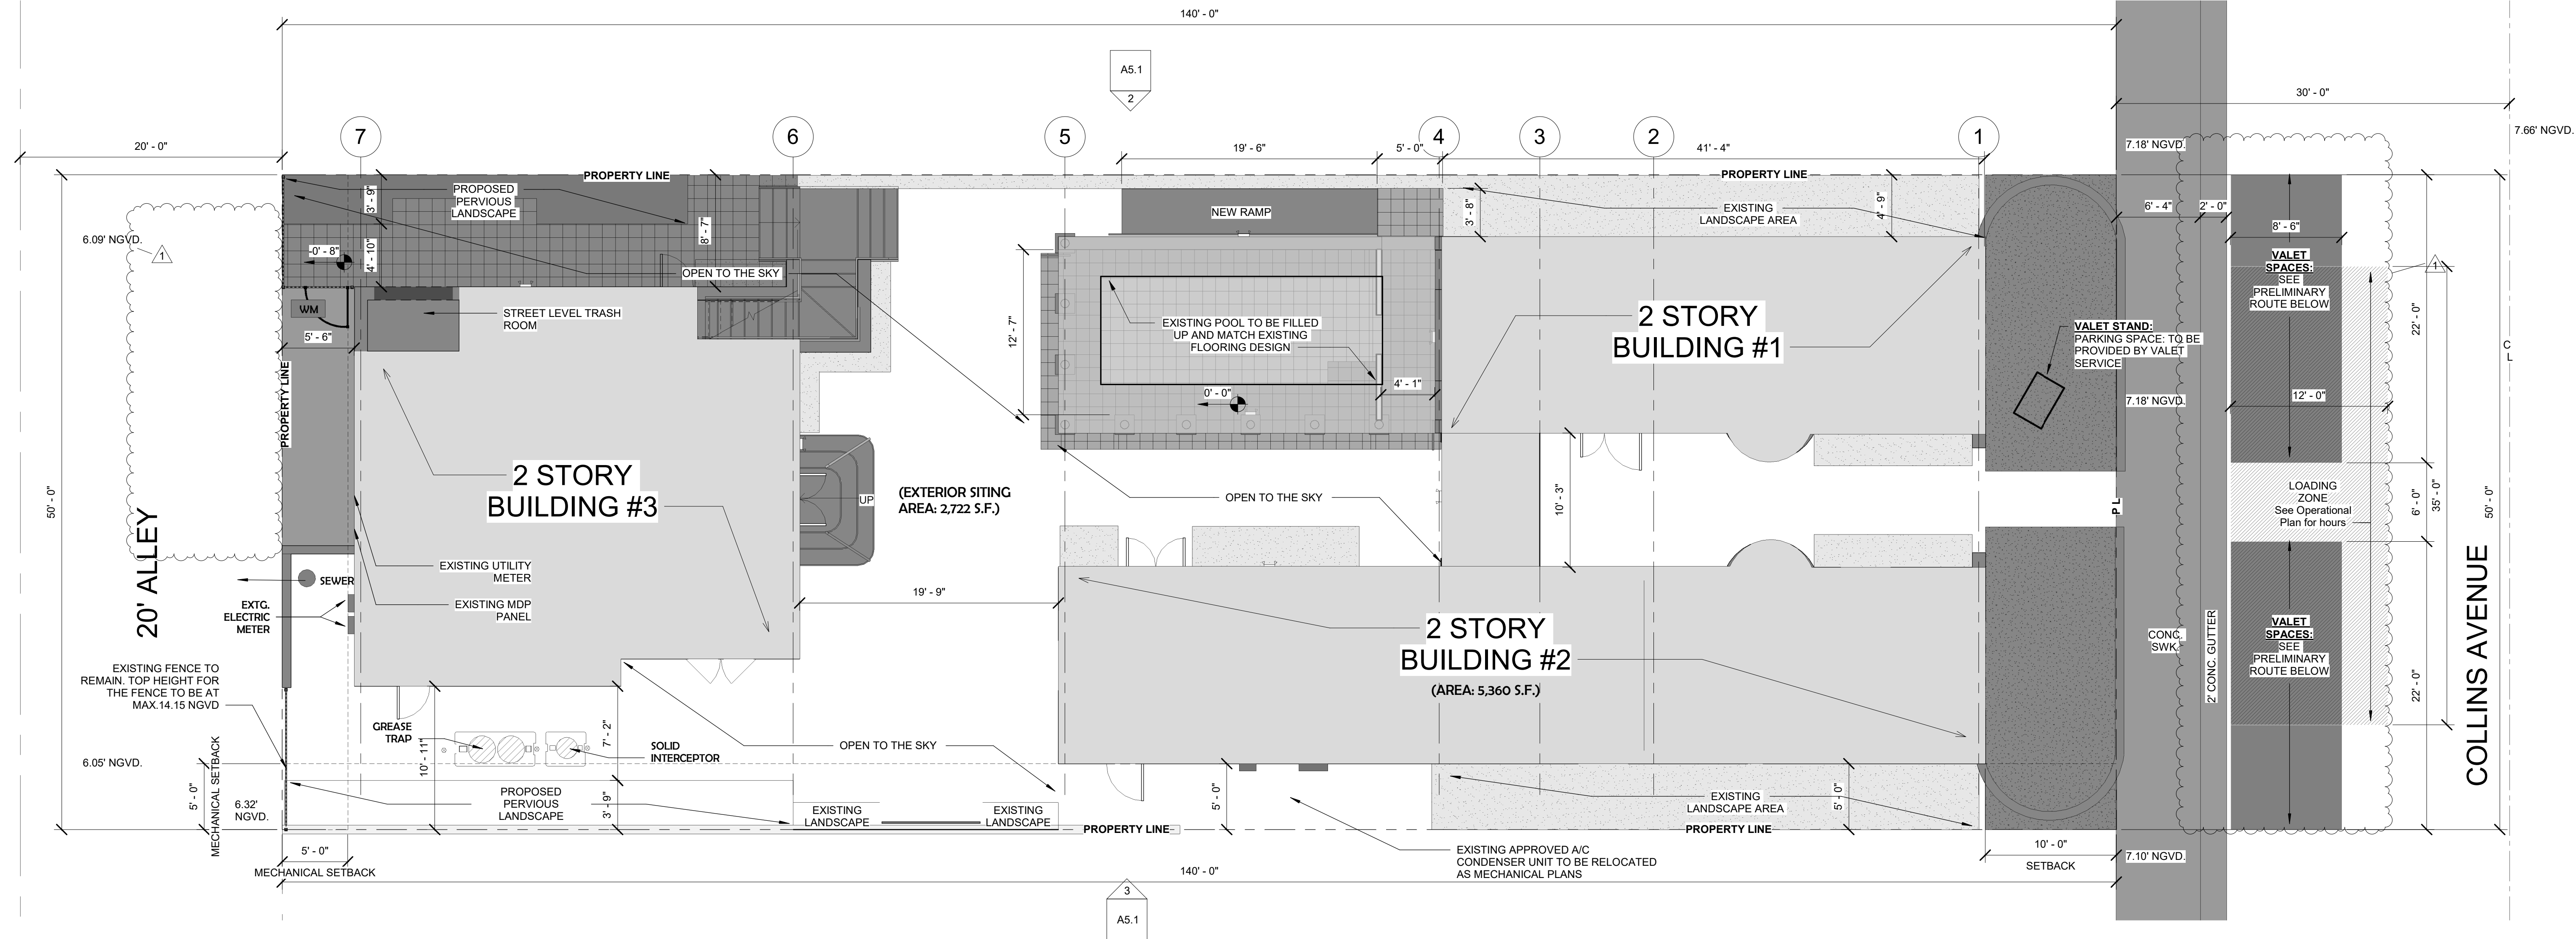 140' - 0"
A5.1
2
30' - 0"
7.66' NGVD.
7
6
5
4
3
2
1
20' - 0"
19' - 6"
5' - 0"
41' - 4"
7.18' NGVD.
PROPERTY LINE
PROPERTY LINE
3' - 9"
PROPOSED
PERVIOUS
LANDSCAPE
8' - 7"
NEW RAMP
3' - 8"
EXISTING
LANDSCAPE AREA
4' - 9"
6' - 4"
2' - 0"
8' - 6"
6.09' NGVD.
1
-0' - 8"
4' - 10"
OPEN TO THE SKY
VALET
SPACES:
SEE
PRELIMINARY
ROUTE BELOW
1
WM
5' - 6"
STREET LEVEL TRASH
ROOM
12' - 7"
EXISTING POOL TO BE FILLED
UP AND MATCH EXISTING
FLOORING DESIGN
4' - 1"
0' - 0"
2 STORY
BUILDING #1
VALET STAND:
PARKING SPACE: TO BE
PROVIDED BY VALET
SERVICE
22' - 0"
C
L
7.18' NGVD.
12' - 0"
PROPERTY LINE
50' - 0"
20' ALLEY
2 STORY
BUILDING #3
UP
(EXTERIOR SITING
AREA: 2,722 S.F.)
OPEN TO THE SKY
10' - 3"
P L
LOADING
ZONE
See Operational
Plan for hours
6' - 0"
35' - 0"
50' - 0"
SEWER
EXISTING UTILITY
METER
EXTG.
ELECTRIC
METER
EXISTING MDP
PANEL
19' - 9"
2 STORY
BUILDING #2
(AREA: 5,360 S.F.)
CONC.
SWK.
2' CONC. GUTTER
VALET
SPACES:
SEE
PRELIMINARY
ROUTE BELOW
22' - 0"
COLLINS AVENUE
EXISTING FENCE TO
REMAIN. TOP HEIGHT FOR
THE FENCE TO BE AT
MAX.14.15 NGVD
GREASE
TRAP
10' - 11"
7' - 2"
SOLID
INTERCEPTOR
OPEN TO THE SKY
6.05' NGVD.
5' - 0"
MECHANICAL SETBACK
6.32'
NGVD.
PROPOSED
PERVIOUS
LANDSCAPE
3' - 9"
EXISTING
LANDSCAPE
EXISTING
LANDSCAPE
5' - 0"
EXISTING
LANDSCAPE AREA
5' - 0"
PROPERTY LINE
PROPERTY LINE
5' - 0"
MECHANICAL SETBACK
EXISTING APPROVED A/C
CONDENSER UNIT TO BE RELOCATED
AS MECHANICAL PLANS
10' - 0"
SETBACK
7.10' NGVD.
140' - 0"
3
A5.1